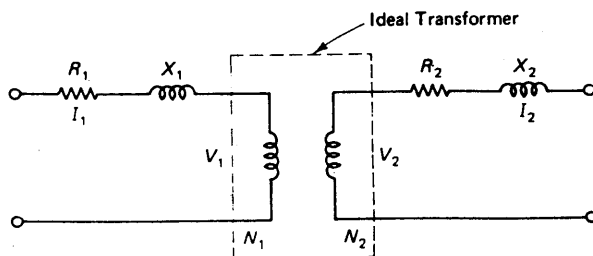 Ideal Transformer
R₁ X₁ R₂ X₂
I₁ I₂
V₁ V₂
N₁ N₂